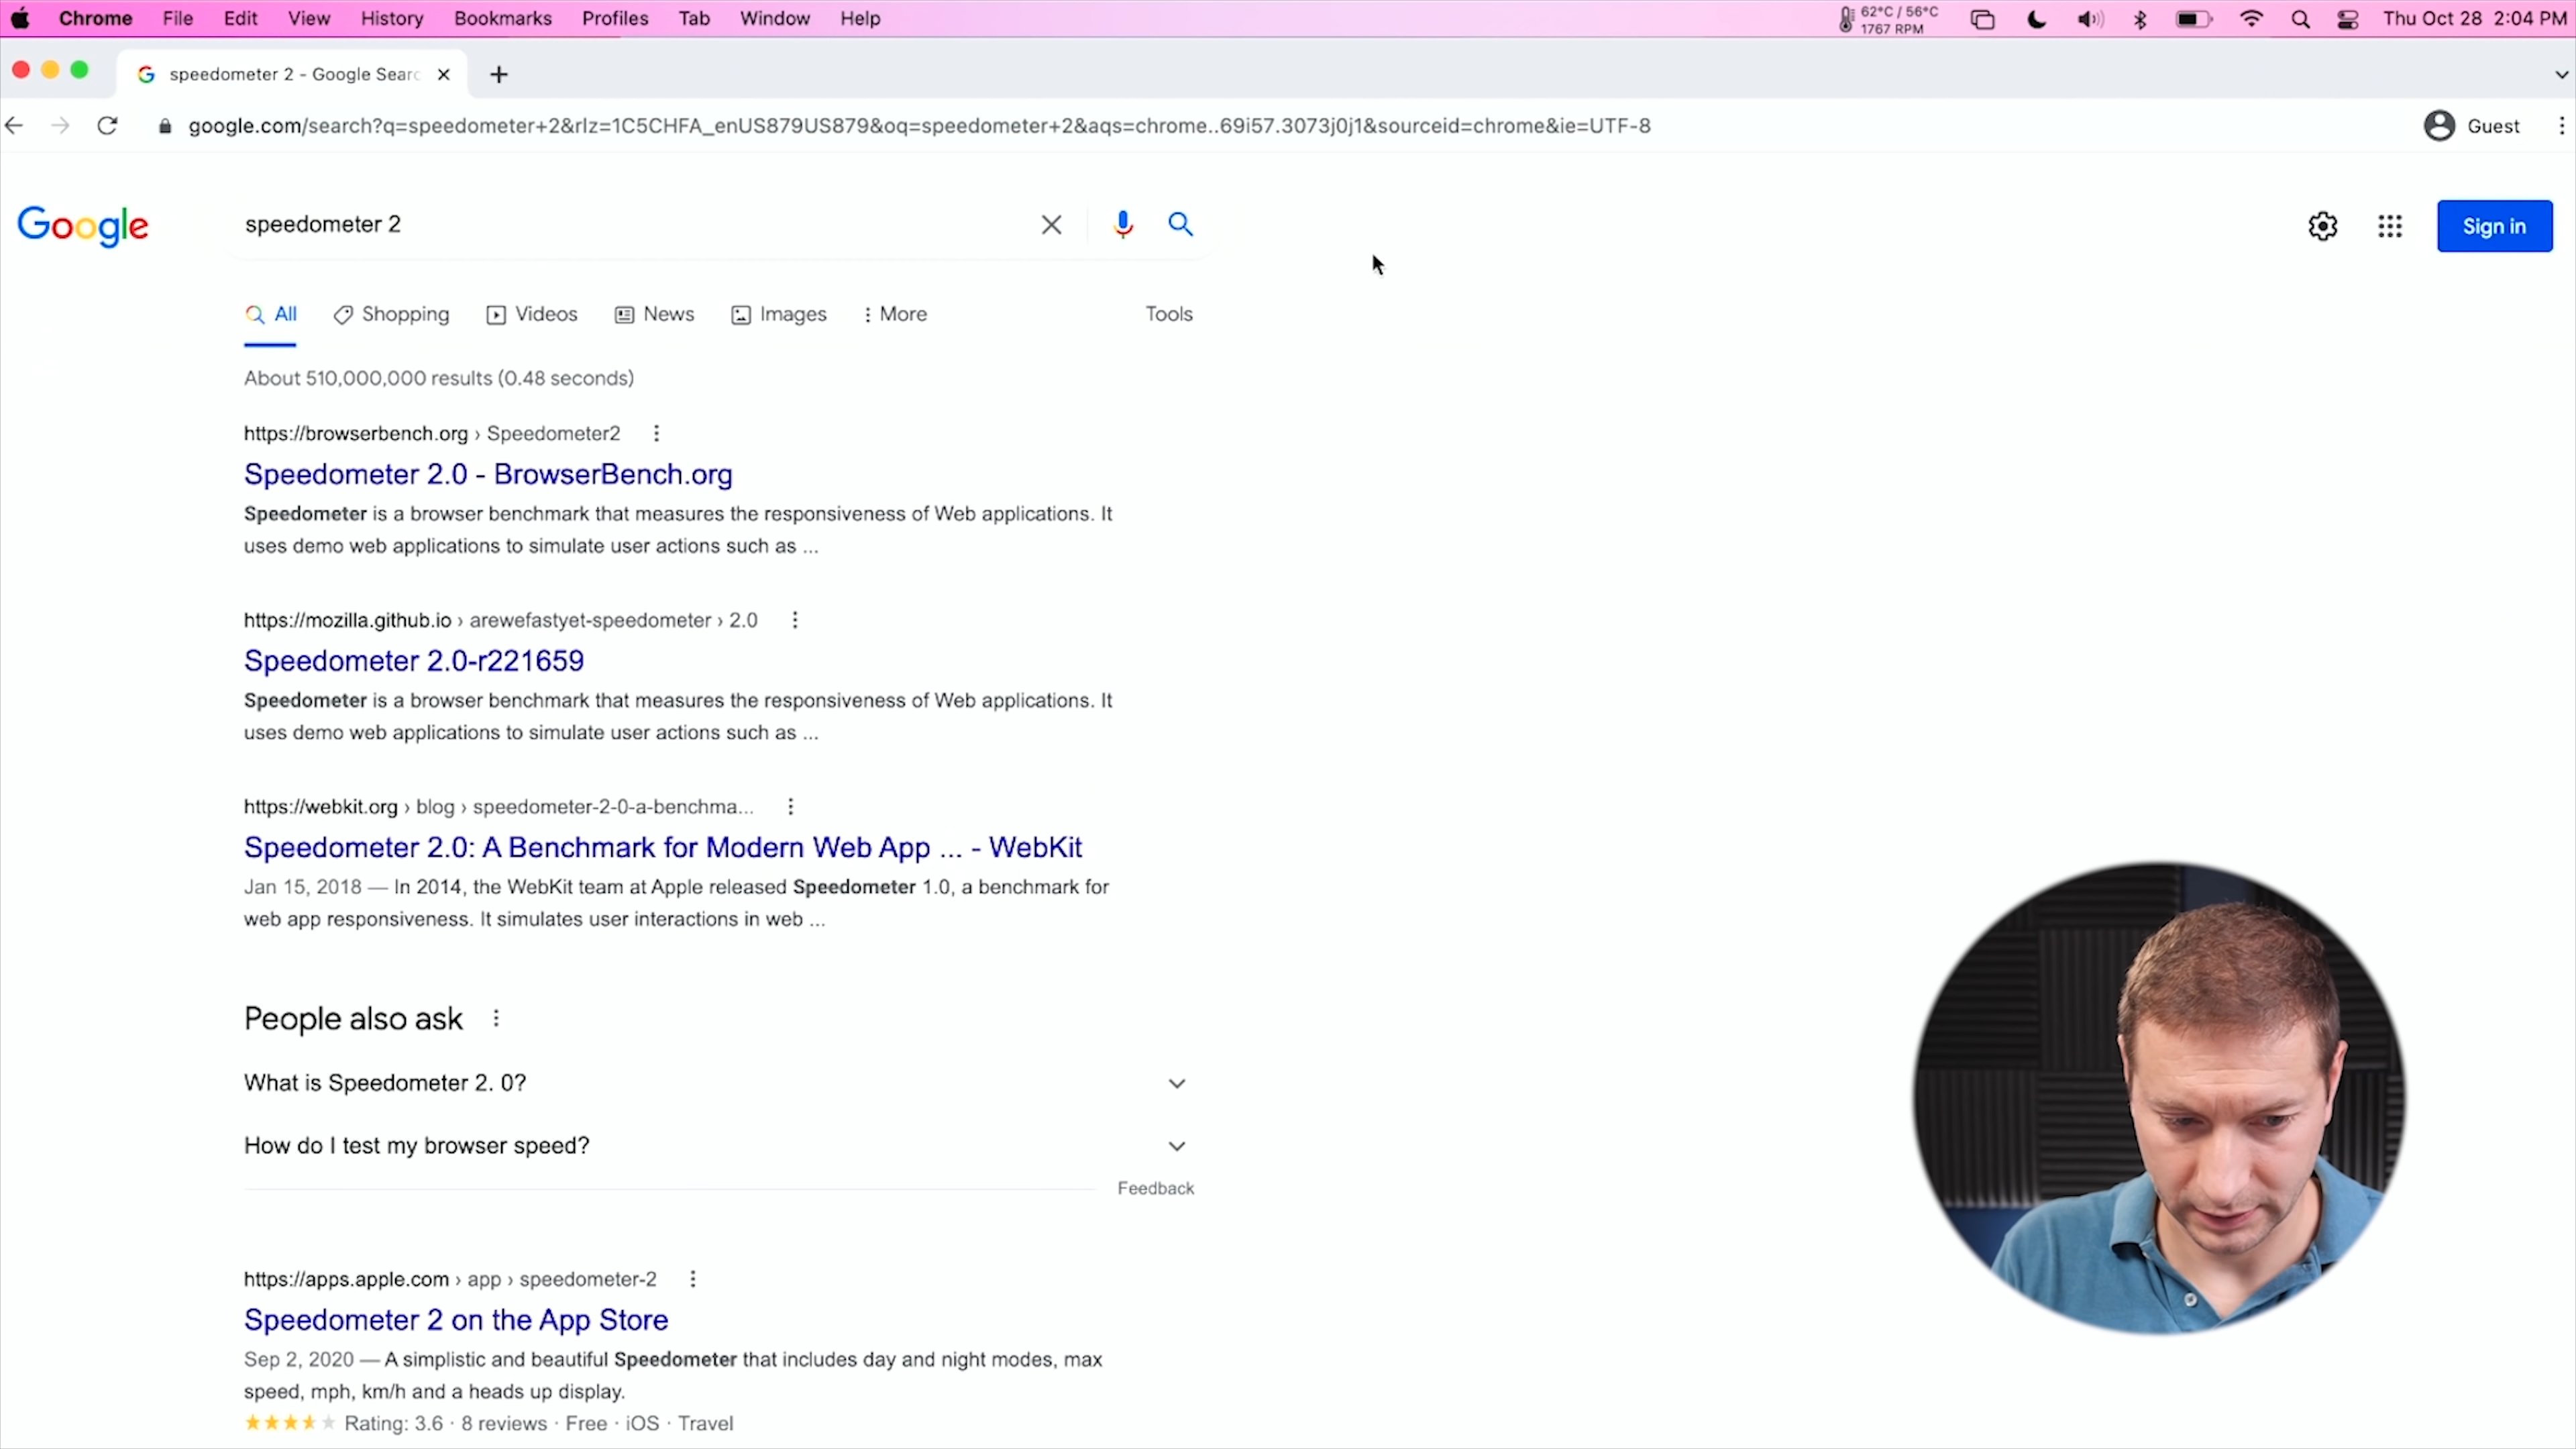 Chrome File Edit View History Bookmarks Profiles Tab Window Help
62°C / 56°C
1767 RPM
Thu Oct 28 2:04 PM
speedometer 2 - Google Searc
google.com/search?q=speedometer+2&rlz=1C5CHFA_enUS879US879&oq=speedometer+2&aqs=chrome..69i57.3073j0j1&sourceid=chrome&ie=UTF-8
Guest
Google
speedometer 2
Sign in
All Shopping Videos News Images More Tools
About 510,000,000 results (0.48 seconds)
https://browserbench.org › Speedometer2
Speedometer 2.0 - BrowserBench.org
Speedometer is a browser benchmark that measures the responsiveness of Web applications. It
uses demo web applications to simulate user actions such as ...
https://mozilla.github.io › arewefastyet-speedometer › 2.0
Speedometer 2.0-r221659
Speedometer is a browser benchmark that measures the responsiveness of Web applications. It
uses demo web applications to simulate user actions such as ...
https://webkit.org › blog › speedometer-2-0-a-benchma...
Speedometer 2.0: A Benchmark for Modern Web App ... - WebKit
Jan 15, 2018 — In 2014, the WebKit team at Apple released Speedometer 1.0, a benchmark for
web app responsiveness. It simulates user interactions in web ...
People also ask
What is Speedometer 2. 0?
How do I test my browser speed?
Feedback
https://apps.apple.com › app › speedometer-2
Speedometer 2 on the App Store
Sep 2, 2020 — A simplistic and beautiful Speedometer that includes day and night modes, max
speed, mph, km/h and a heads up display.
Rating: 3.6 · 8 reviews · Free · iOS · Travel